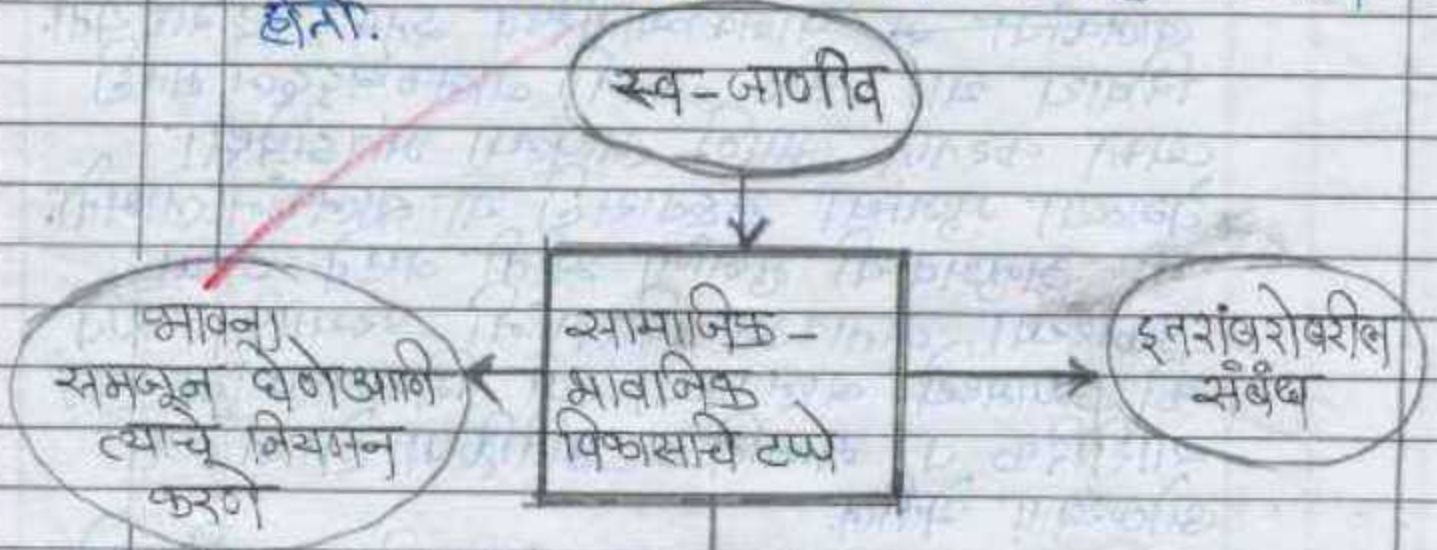 होतो.
स्व-जाणीव
भावना
समजून घेणे आणि
त्याचे नियमन
करणे
सामाजिक-
भावनिक
विकासाचे टप्पे
इतरांबरोबरील
संबंध